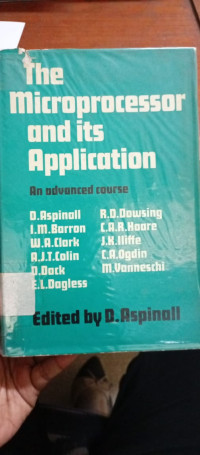 The
Microprocessor
and its
Application
An advanced course
D.Aspinall R.D.Dowsing
I.M.Barron C.A.R.Hoare
W.A.Clark J.K.Iliffe
A.J.T.Colin C.A.Ogdin
D.Dack M.Vanneschi
E.L.Dagless
Edited by D.Aspinall